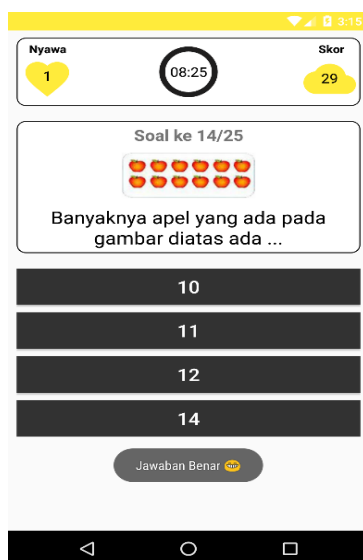 3:15
Nyawa
1
08:25
Skor
29
Soal ke 14/25
Banyaknya apel yang ada pada
gambar diatas ada ...
10
11
12
14
Jawaban Benar